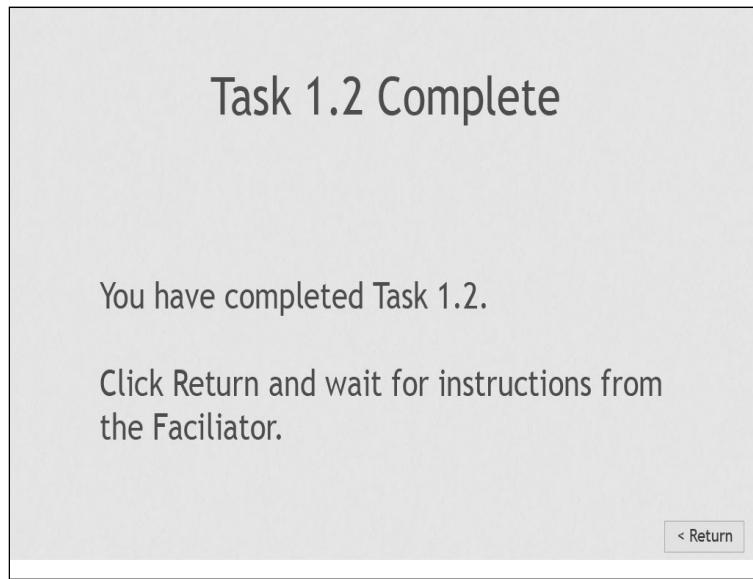 Task 1.2 Complete
You have completed Task 1.2.
Click Return and wait for instructions from
the Faciliator.
< Return